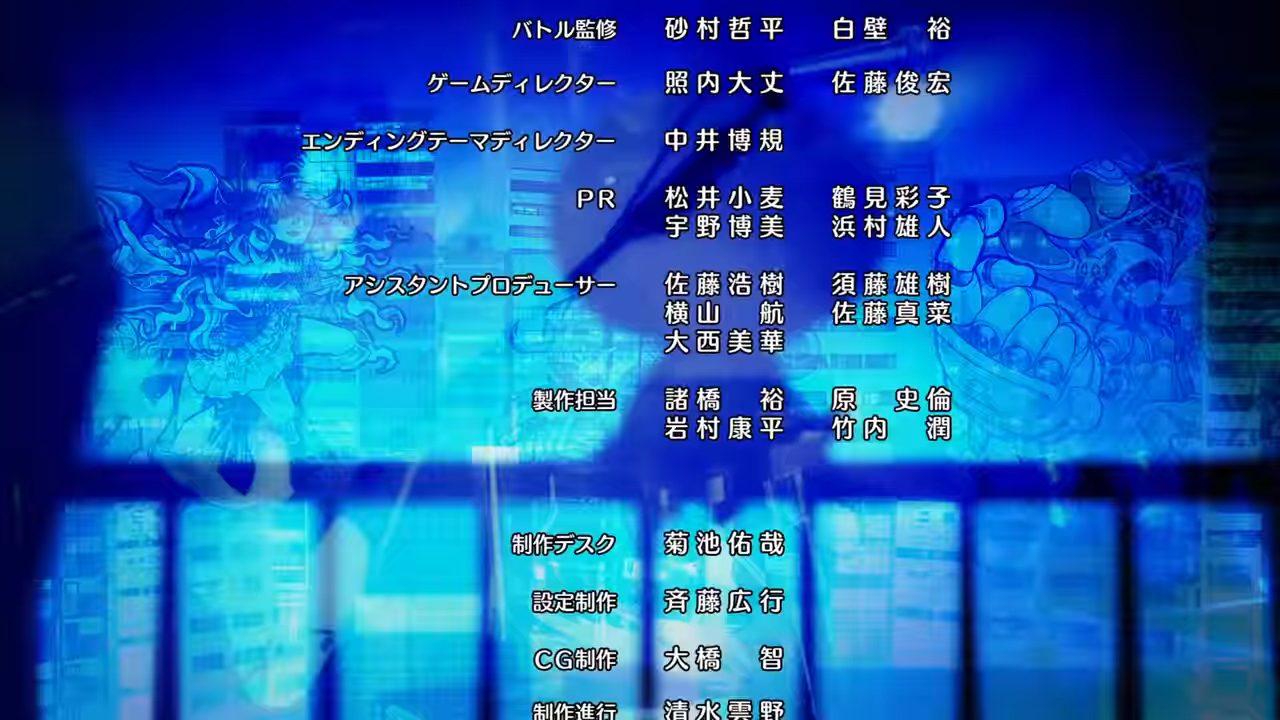 バトル監修 砂村哲平 白壁 裕
ゲームディレクター 照内大丈 佐藤俊宏
エンディングテーマディレクター 中井博規
PR 松井小麦 鶴見彩子
宇野博美 浜村雄人
アシスタントプロデューサー 佐藤浩樹 須藤雄樹
横山 航 佐藤真菜
大西美華
製作担当 諸橋 裕 原 史倫
岩村康平 竹内 潤
制作デスク 菊池佑哉
設定制作 斉藤広行
CG制作 大橋 智
制作進行 清水雲野